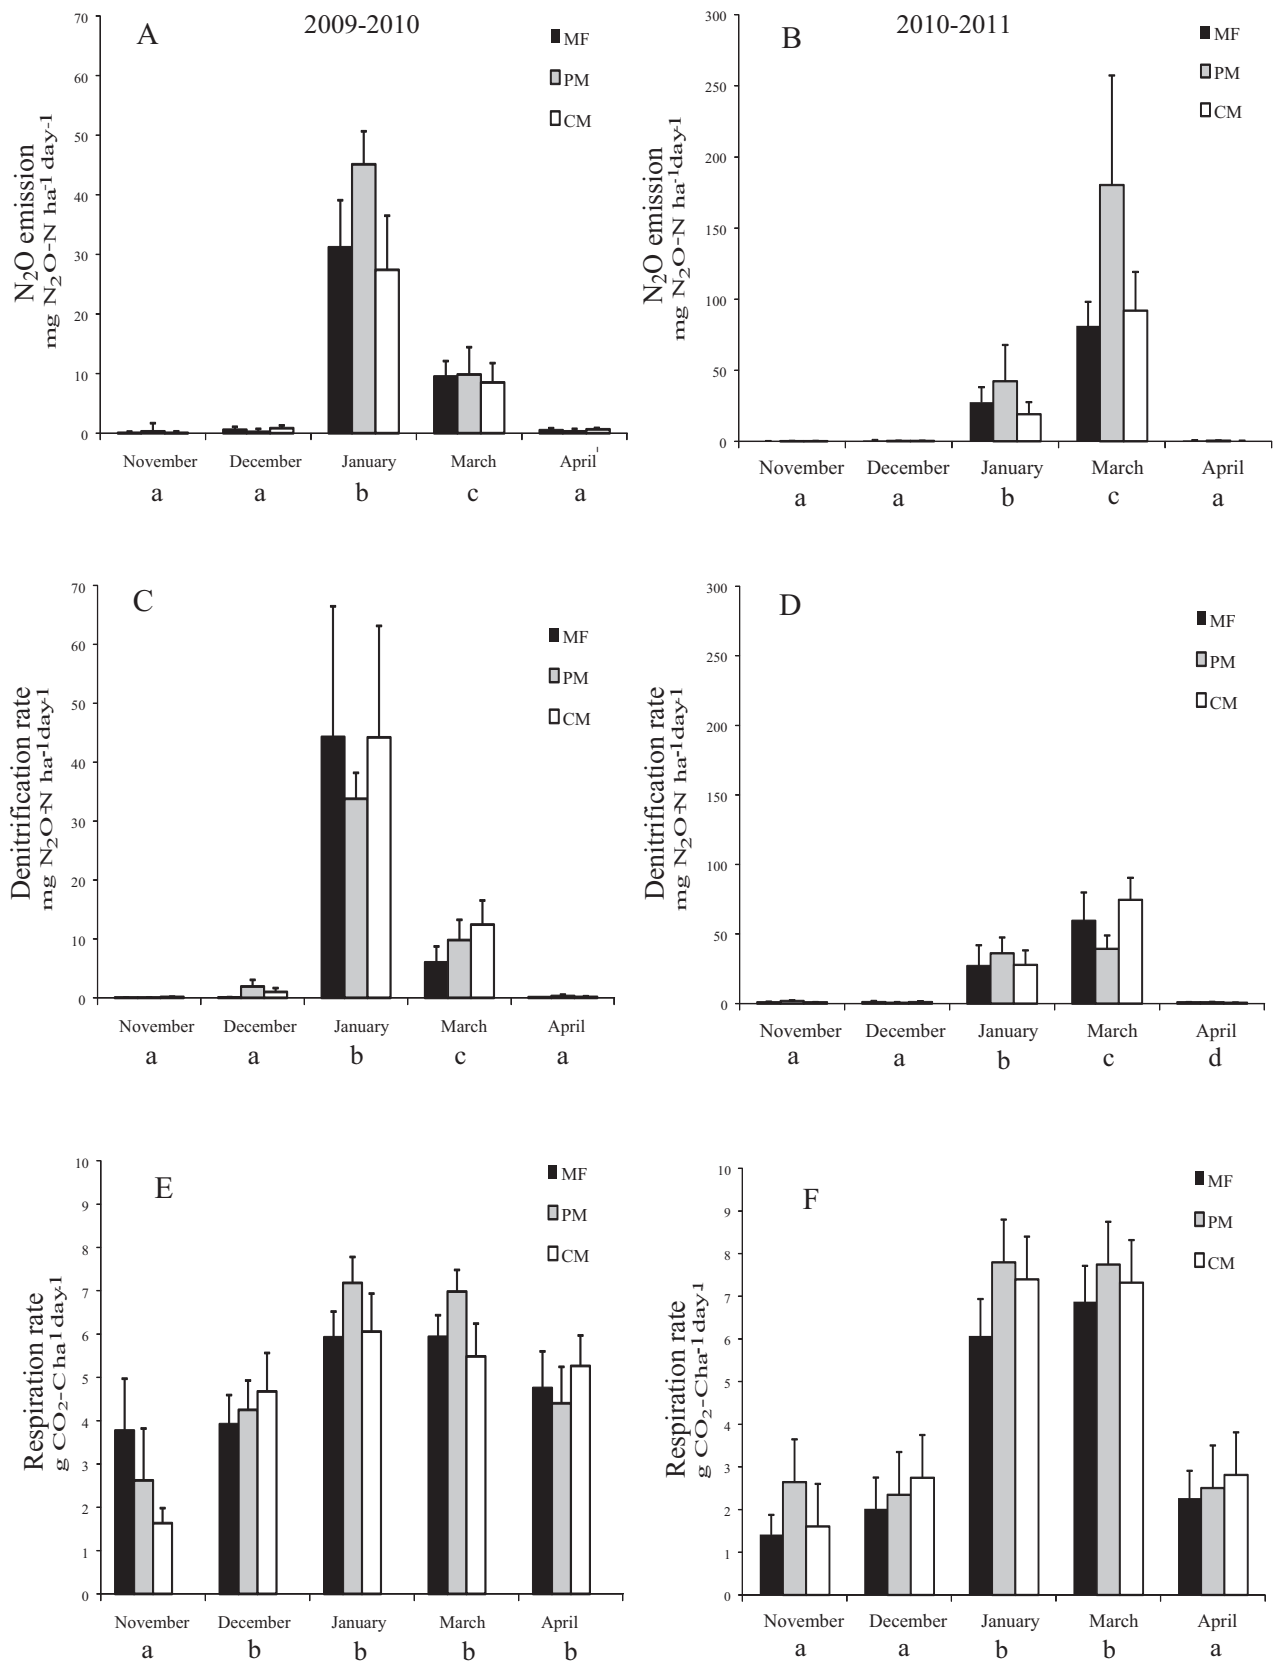 2009-2010
A
MF
PM
CM
N₂O emission
mg N₂O-N ha⁻¹ day-1
70
60
50
40
30
20
10
0
November December January March April
a a b c a
2010-2011
B
MF
PM
CM
N₂O emission
mg N₂O-N ha⁻¹day-1
300
250
200
150
100
50
0
November December January March April
a a b c a
C
MF
PM
CM
Denitrification rate
mg N₂O-N ha⁻¹day-1
70
60
50
40
30
20
10
0
November December January March April
a a b c a
D
MF
PM
CM
Denitrification rate
mg N₂O-N ha⁻¹day-1
300
250
200
150
100
50
0
November December January March April
a a b c d
E
MF
PM
CM
Respiration rate
g CO₂-C ha¹ day-1
10
9
8
7
6
5
4
3
2
1
0
November December January March April
a b b b b
F
MF
PM
CM
Respiration rate
g CO₂-Cha⁻¹day-1
10
9
8
7
6
5
4
3
2
1
0
November December January March April
a a b b a